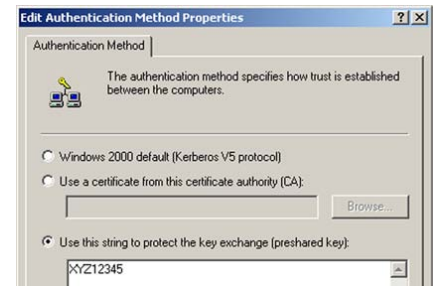 Edit Authentication Method Properties
Authentication Method
The authentication method specifies how trust is established
between the computers.
Windows 2000 default (Kerberos V5 protocol)
Use a certificate from this certificate authority (CA):
Browse...
Use this string to protect the key exchange (preshared key):
XYZ12345